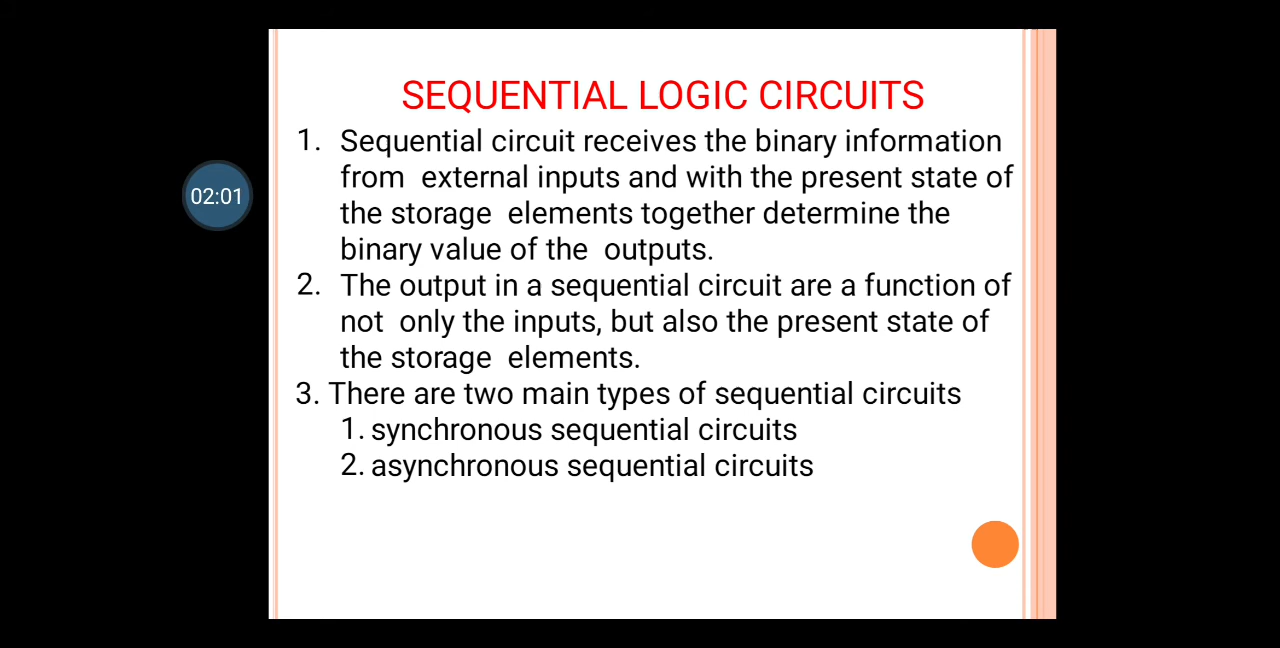 SEQUENTIAL LOGIC CIRCUITS
1. Sequential circuit receives the binary information
02:01
from external inputs and with the present state of
the storage elements together determine the
binary value of the outputs.
2. The output in a sequential circuit are a function of
not only the inputs, but also the present state of
the storage elements.
3. There are two main types of sequential circuits
1. synchronous sequential circuits
2. asynchronous sequential circuits